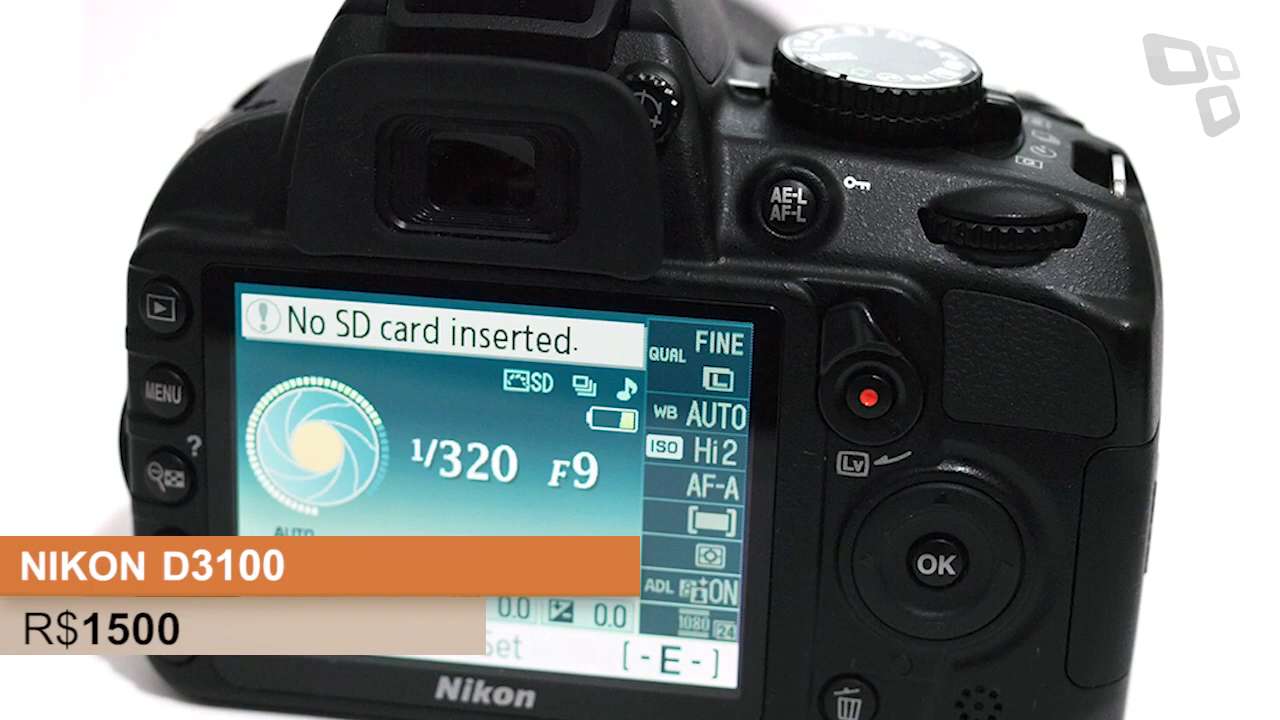 AE-L
AF-L
No SD card inserted.
MENU
?
QUAL FINE
L
SD
WB AUTO
ISO Hi2
1/320 F9
AF-A
Lv
OK
AUTO
NIKON D3100
ADL ON
0.0 0.0
1080 24
R$1500
Set
[-E-]
Nikon